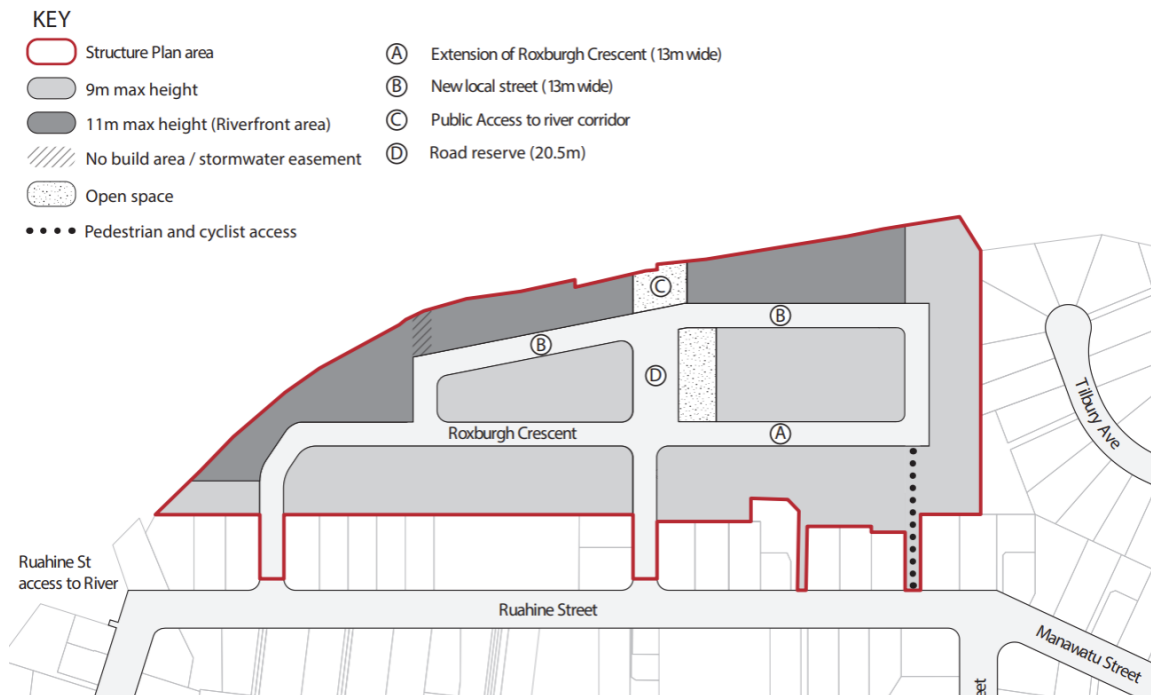 KEY
Structure Plan area
9m max height
11m max height (Riverfront area)
No build area / stormwater easement
Open space
Pedestrian and cyclist access
A Extension of Roxburgh Crescent (13m wide)
B New local street (13m wide)
C Public Access to river corridor
D Road reserve (20.5m)
C
B
B
D
Tilbury Ave
Roxburgh Crescent
A
Ruahine St
access to River
Ruahine Street
Manawatu Street
eet